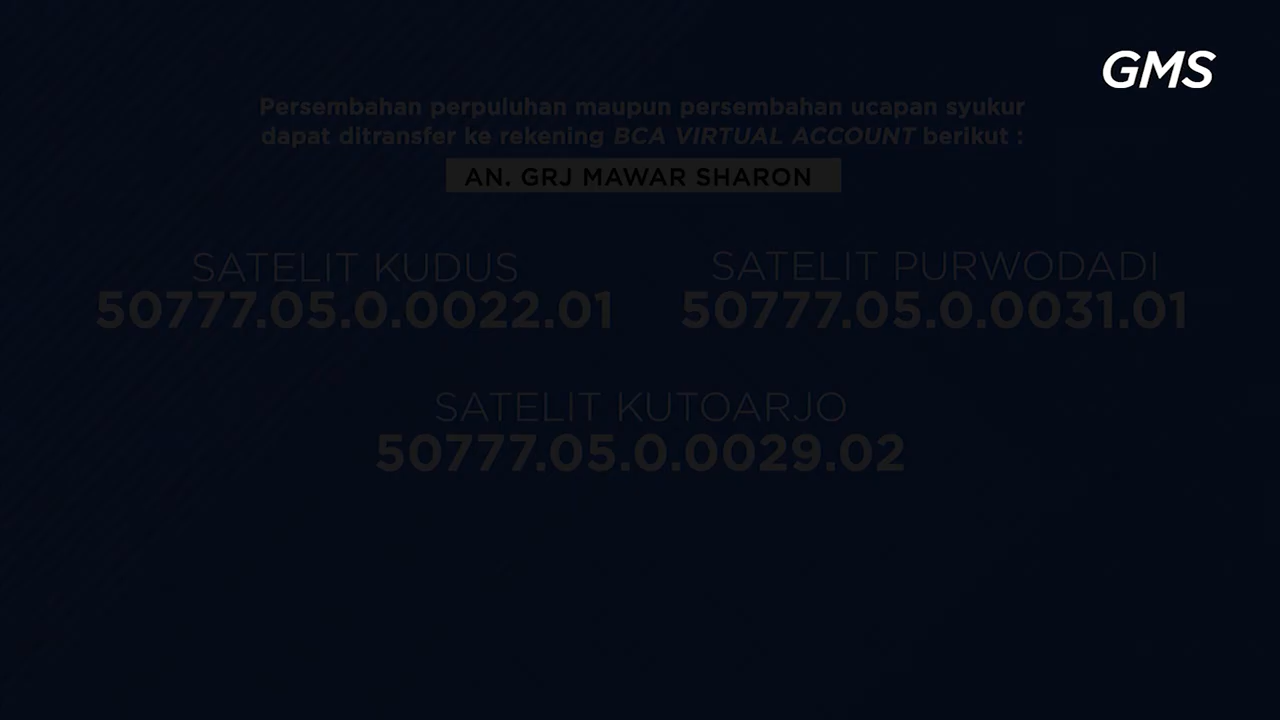 GMS
Persembahan perpuluhan maupun persembahan ucapan syukur
dapat ditransfer ke rekening BCA VIRTUAL ACCOUNT berikut :
AN. GRJ MAWAR SHARON
SATELIT KUDUS
50777.05.0.0022.01
SATELIT PURWODADI
50777.05.0.0031.01
SATELIT KUTOARJO
50777.05.0.0029.02